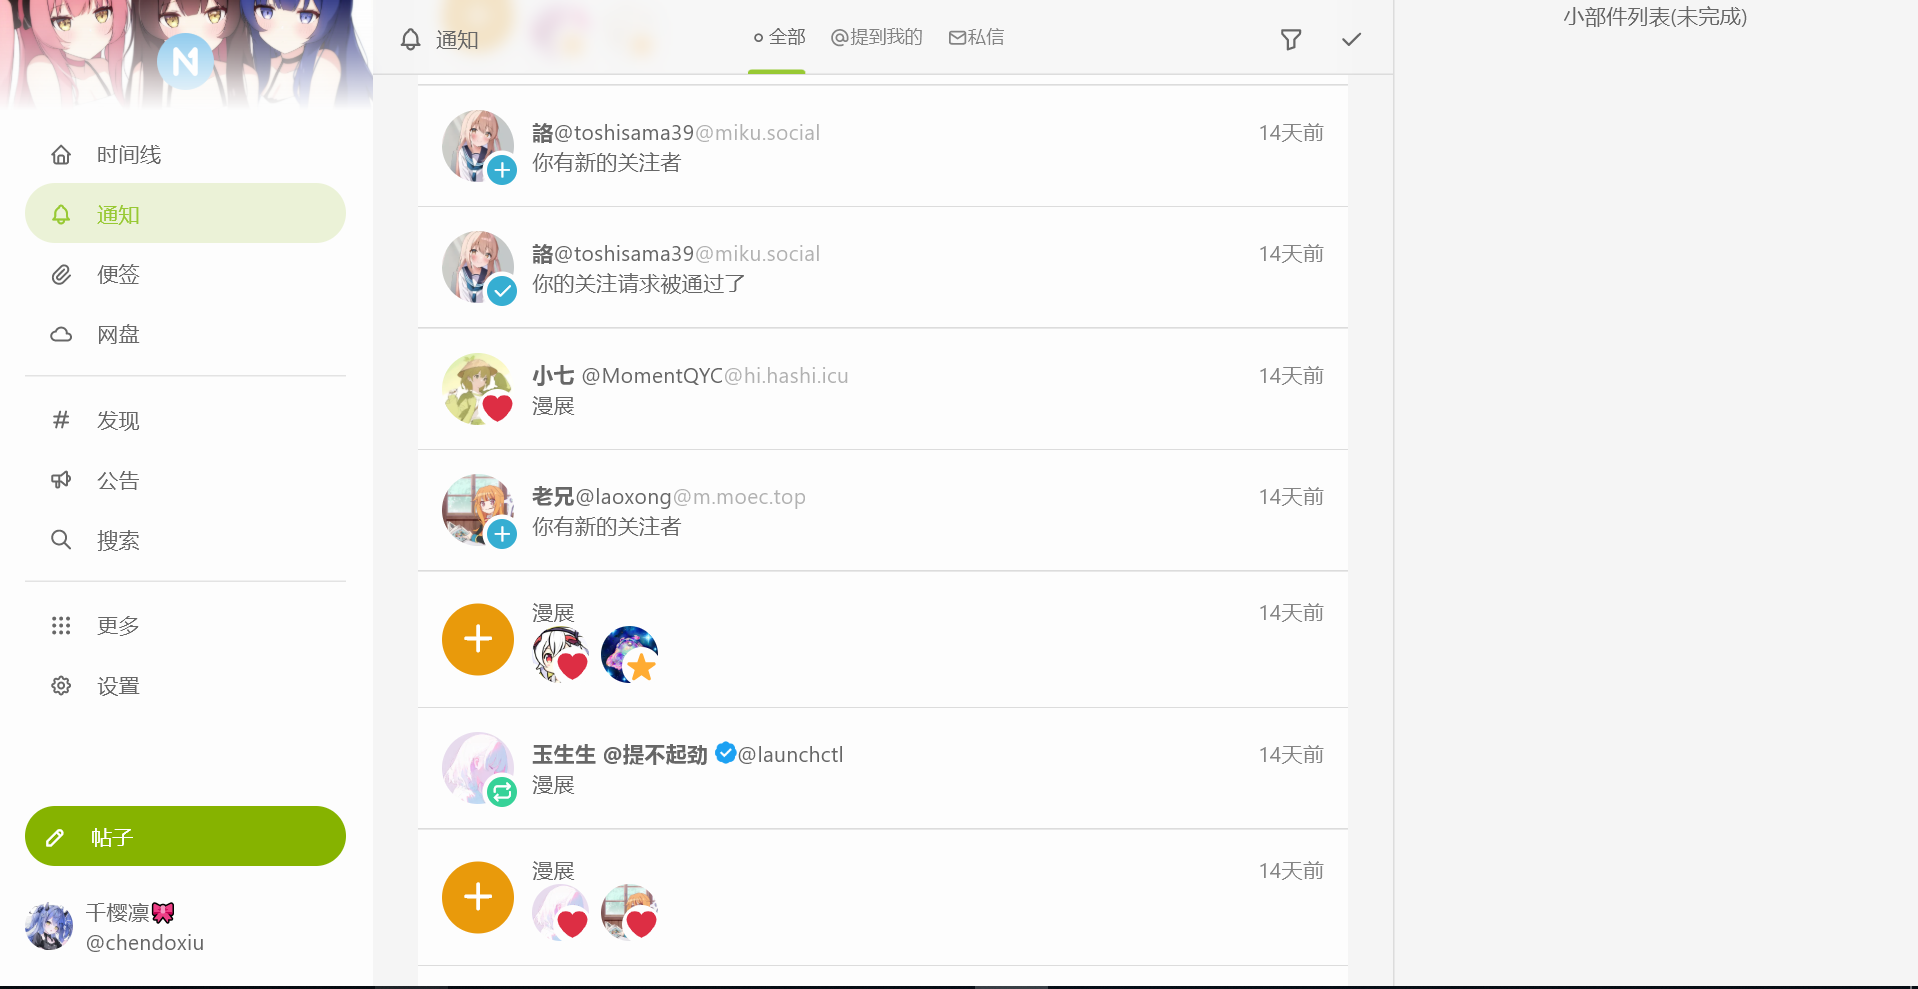 时间线
通知
便签
网盘
发现
公告
搜索
更多
设置
帖子
千樱凛
@chendoxiu
通知
全部
@提到我的
私信
詻@toshisama39@miku.social
14天前
你有新的关注者
詻@toshisama39@miku.social
14天前
你的关注请求被通过了
小七 @MomentQYC@hi.hashi.icu
14天前
漫展
老兄@laoxong@m.moec.top
14天前
你有新的关注者
漫展
14天前
玉生生 @提不起劲 @launchctl
14天前
漫展
漫展
14天前
小部件列表(未完成)